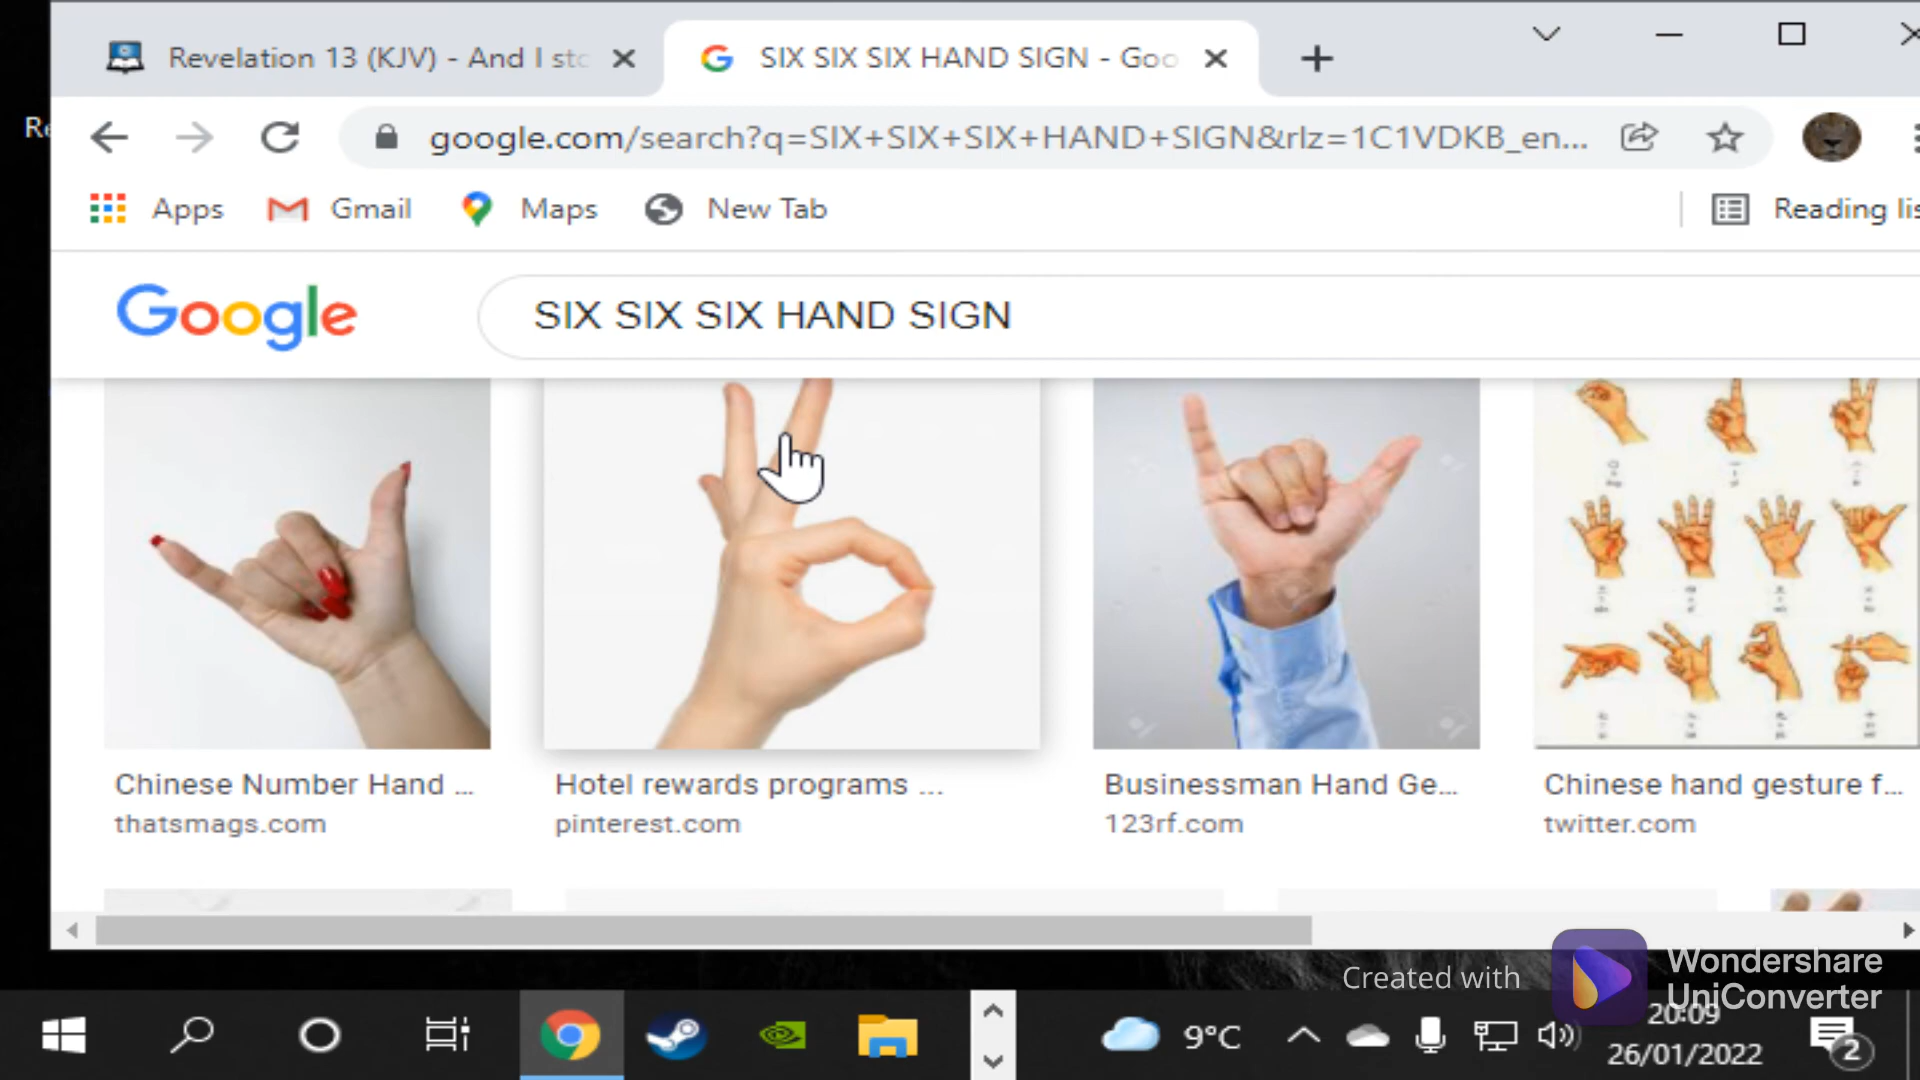 Revelation 13 (KJV) - And I sto
SIX SIX SIX HAND SIGN - Goo
Re
google.com/search?q=SIX+SIX+SIX+HAND+SIGN&rlz=1C1VDKB_en...
Apps
Gmail
Maps
New Tab
Reading lis
Google
SIX SIX SIX HAND SIGN
Chinese Number Hand ...
thatsmags.com
Hotel rewards programs ...
pinterest.com
Businessman Hand Ge...
123rf.com
Chinese hand gesture f...
twitter.com
Created with
Wondershare
UniConverter
9°C
20:09
26/01/2022
2